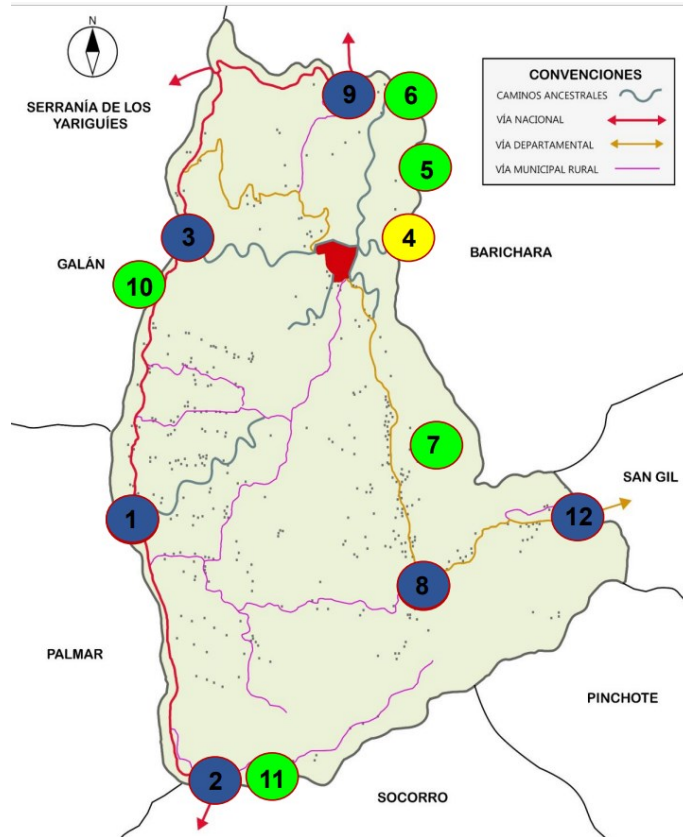 CONVENCIONES
CAMINOS ANCESTRALES
VÍA NACIONAL
VÍA DEPARTAMENTAL
VÍA MUNICIPAL RURAL
SERRANÍA DE LOS
YARIGUÍES
9
6
5
3
4
BARICHARA
GALÁN
10
7
SAN GIL
1
12
8
PALMAR
PINCHOTE
2
11
SOCORRO